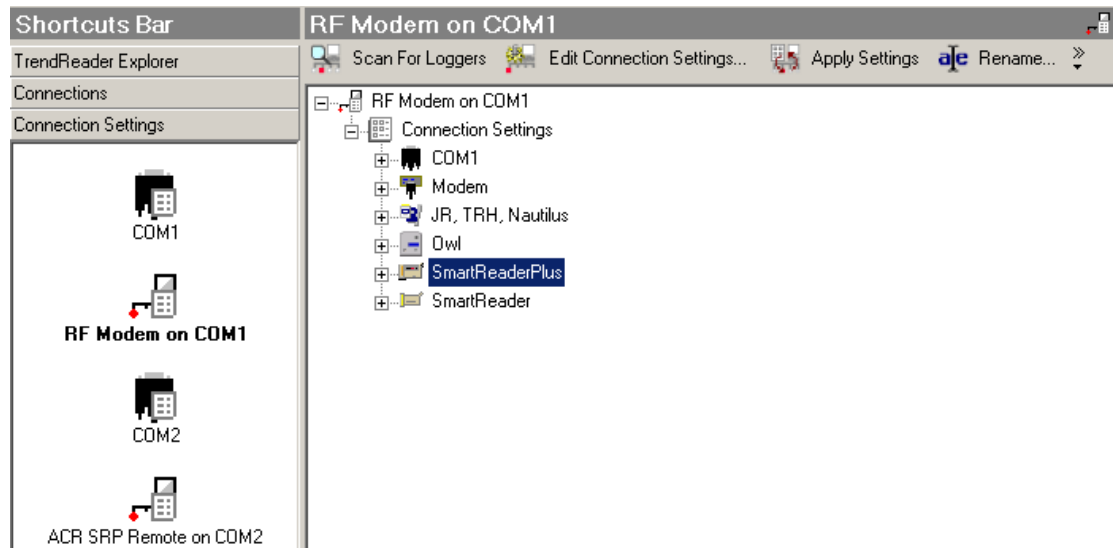 Shortcuts Bar
TrendReader Explorer
Connections
Connection Settings
COM1
RF Modem on COM1
COM2
ACR SRP Remote on COM2
RF Modem on COM1
Scan For Loggers Edit Connection Settings... Apply Settings a|e Rename... »
RF Modem on COM1
Connection Settings
COM1
Modem
JR, TRH, Nautilus
Owl
SmartReaderPlus
SmartReader